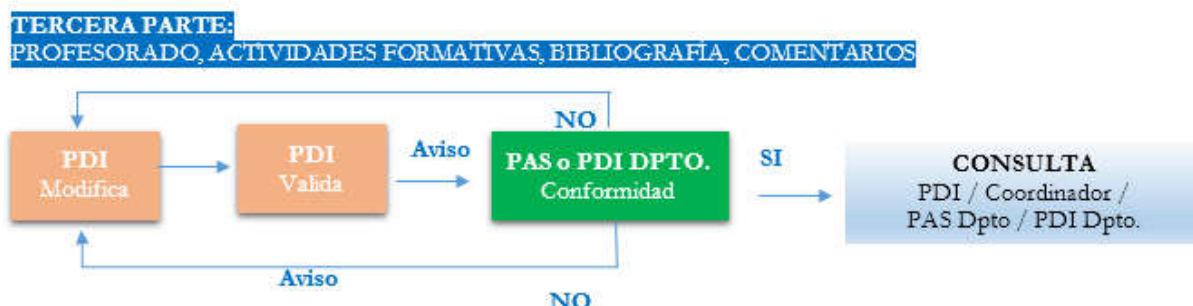 TERCERA PARTE:
PROFESORADO, ACTIVIDADES FORMATIVAS, BIBLIOGRAFÍA, COMENTARIOS
NO
PDI
Modifica
PDI
Valida
Aviso
PAS o PDI DPTO.
Conformidad
SI
CONSULTA
PDI / Coordinador /
PAS Dpto / PDI Dpto.
Aviso
NO